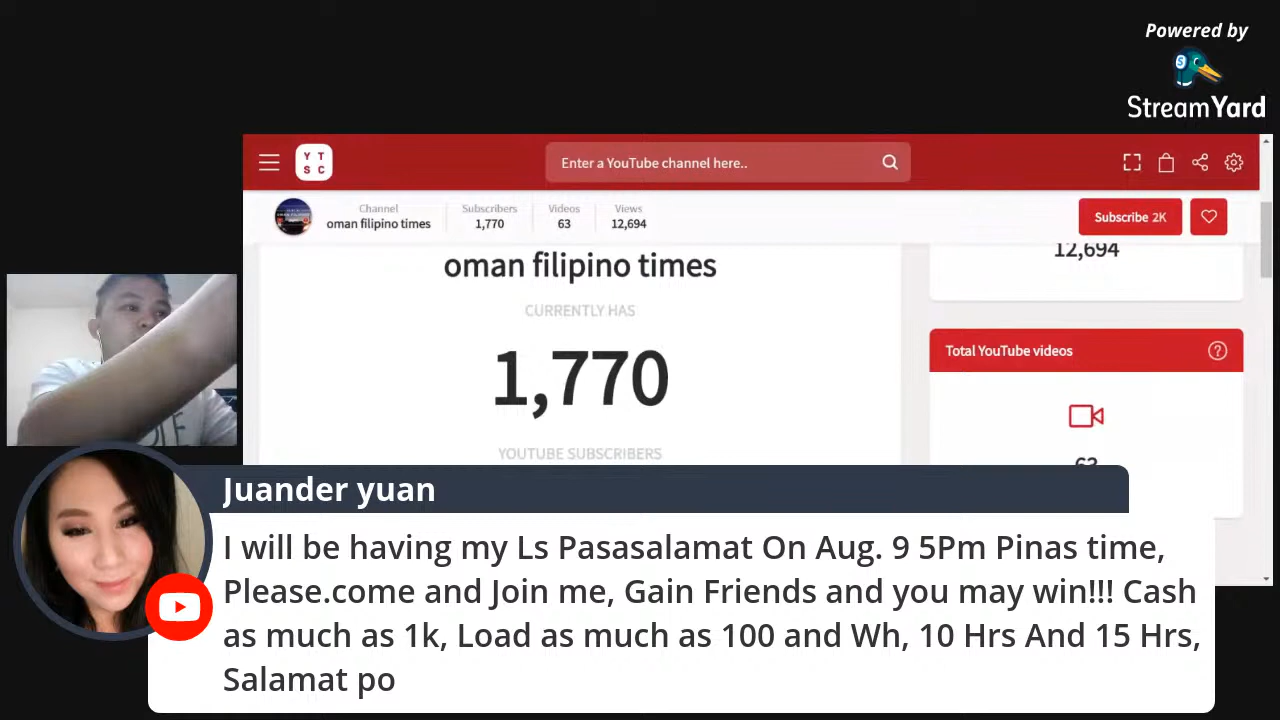 Powered by
StreamYard
Y T
S C
Enter a YouTube channel here..
Channel
oman filipino times
Subscribers
1,770
Videos
63
Views
12,694
Subscribe 2K
oman filipino times
CURRENTLY HAS
1,770
YOUTUBE SUBSCRIBERS
12,694
Total YouTube videos
?
63
Juander yuan
I will be having my Ls Pasasalamat On Aug. 9 5Pm Pinas time,
Please.come and Join me, Gain Friends and you may win!!! Cash
as much as 1k, Load as much as 100 and Wh, 10 Hrs And 15 Hrs,
Salamat po